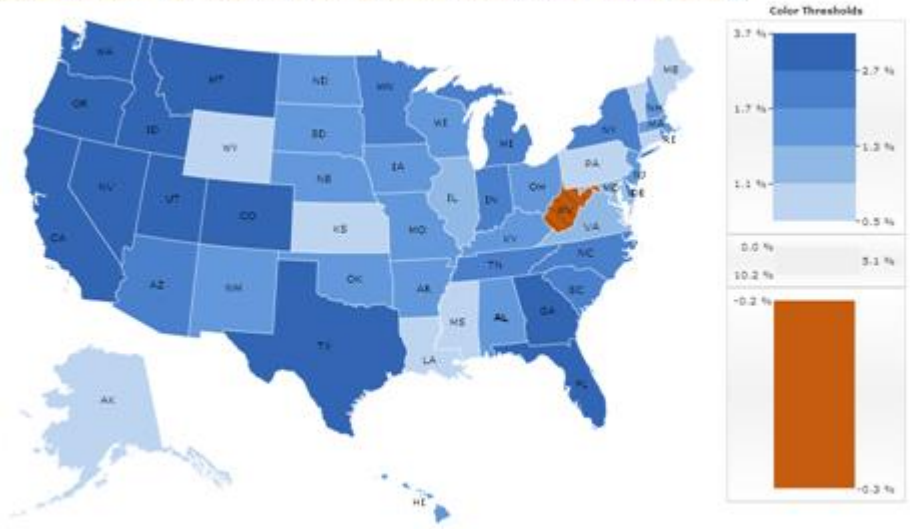 Color Thresholds
3.7 %
2.7 %
1.7 %
1.3 %
1.1 %
0.5 %
0.0 %
5.1 %
10.2 %
-0.2 %
-0.3 %
WA
MT
ND
MN
ME
OR
ID
SD
WI
NH
NY
MA
WY
MI
RI
IA
PA
NV
NB
NJ
UT
IL
IN
OH
MD
DE
CO
WV
CA
KS
MO
VA
KY
NC
TN
AZ
NM
OK
AR
SC
MS
AL
GA
TX
LA
FL
AK
HI